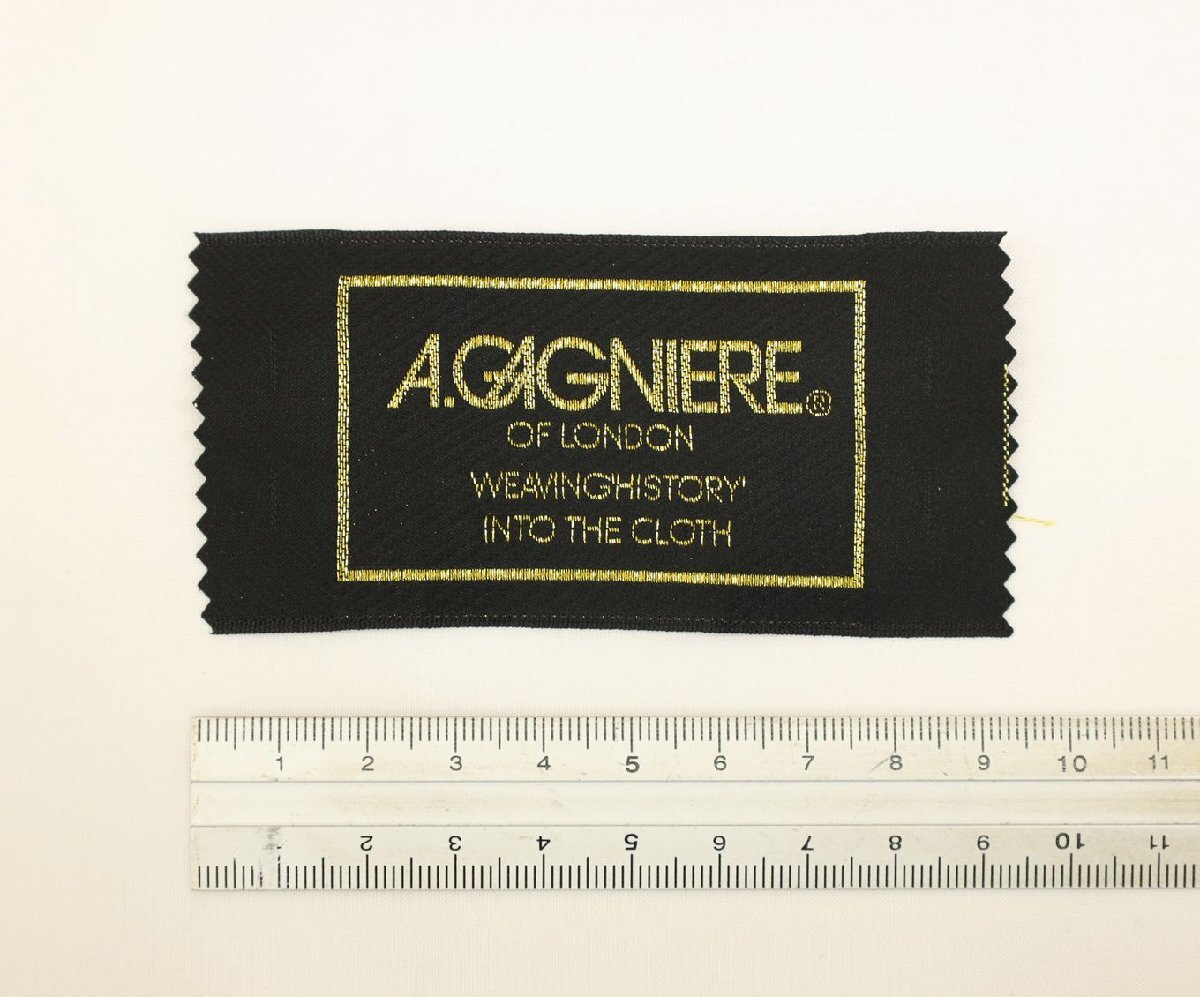 A.GAGNIERE®
OF LONDON
'WEAVING HISTORY'
INTO THE CLOTH
1 2 3 4 5 6 7 8 9 10 11
1 2 3 4 5 6 7 8 9 10 11